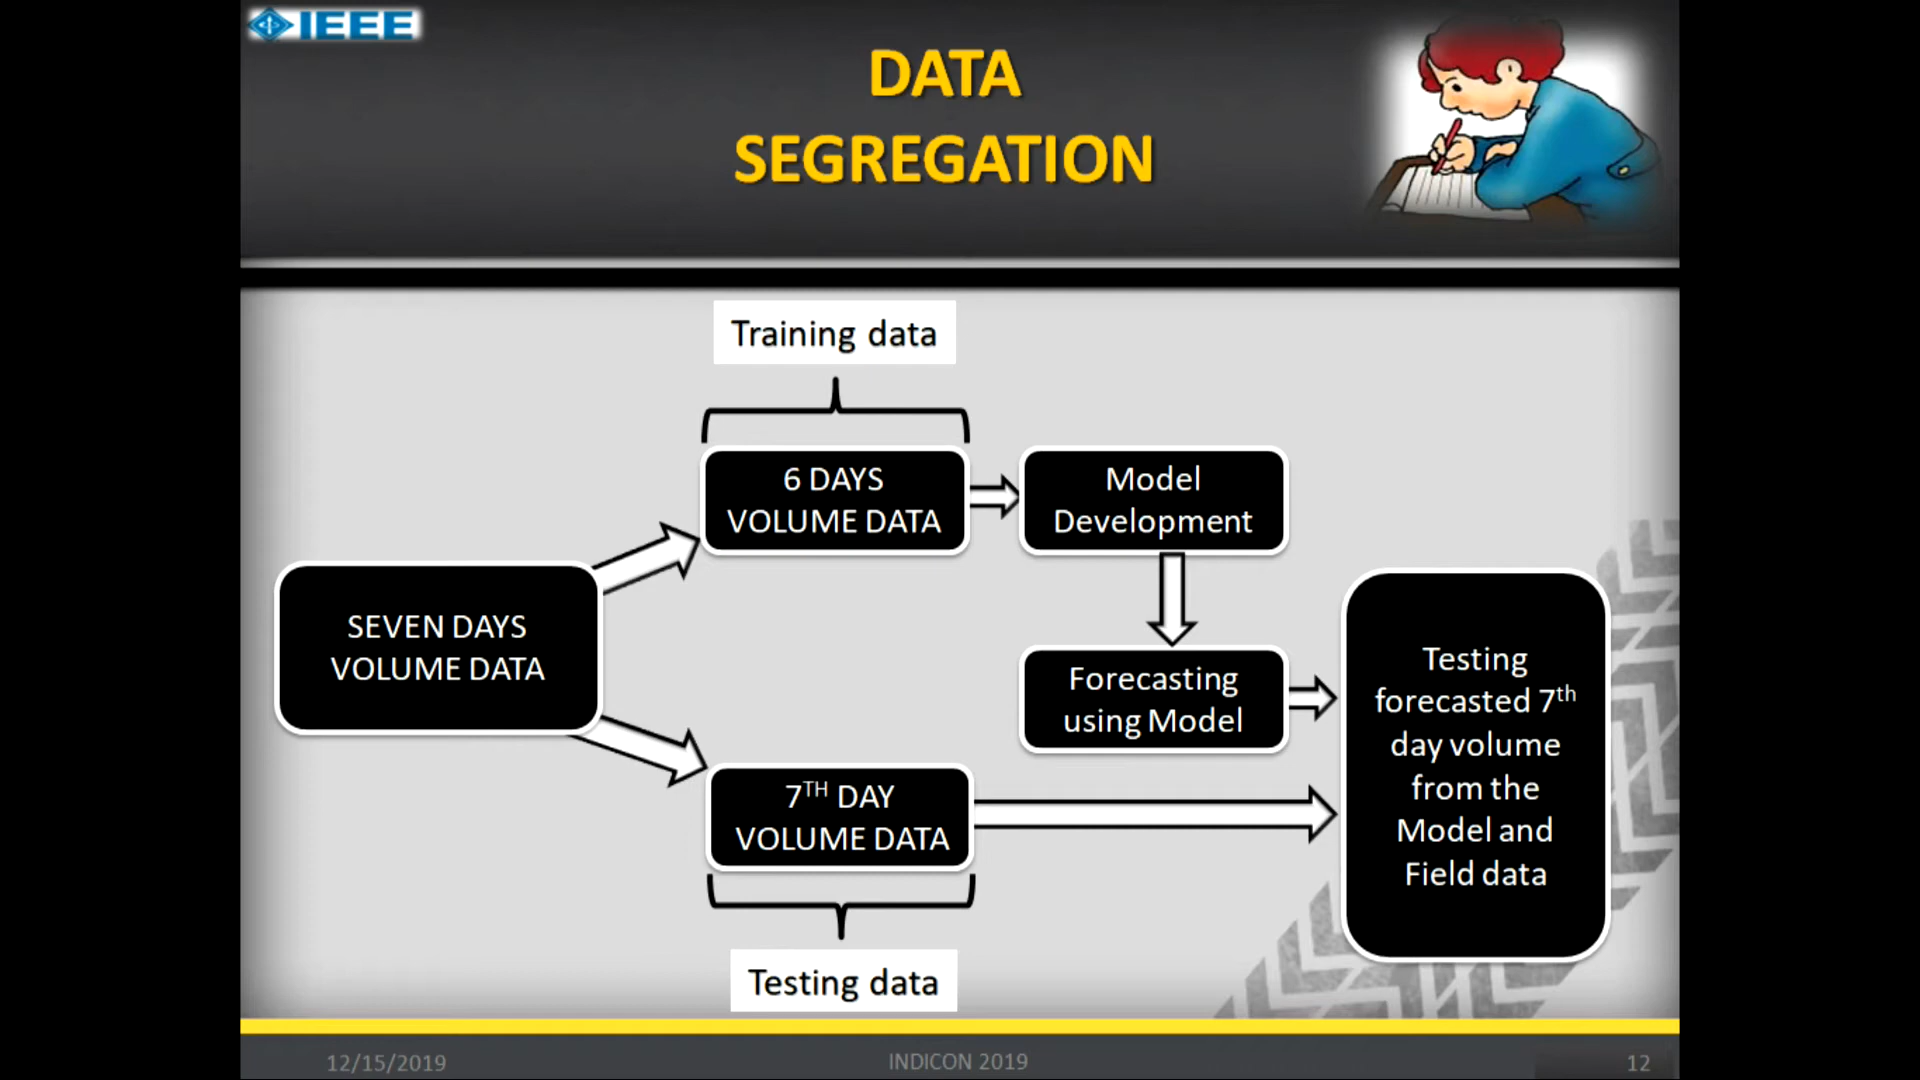 IEEE
DATA
SEGREGATION
Training data
6 DAYS
VOLUME DATA
Model
Development
SEVEN DAYS
VOLUME DATA
Forecasting
using Model
Testing
forecasted 7th
day volume
from the
Model and
Field data
7TH DAY
VOLUME DATA
Testing data
12/15/2019
INDICON 2019
12